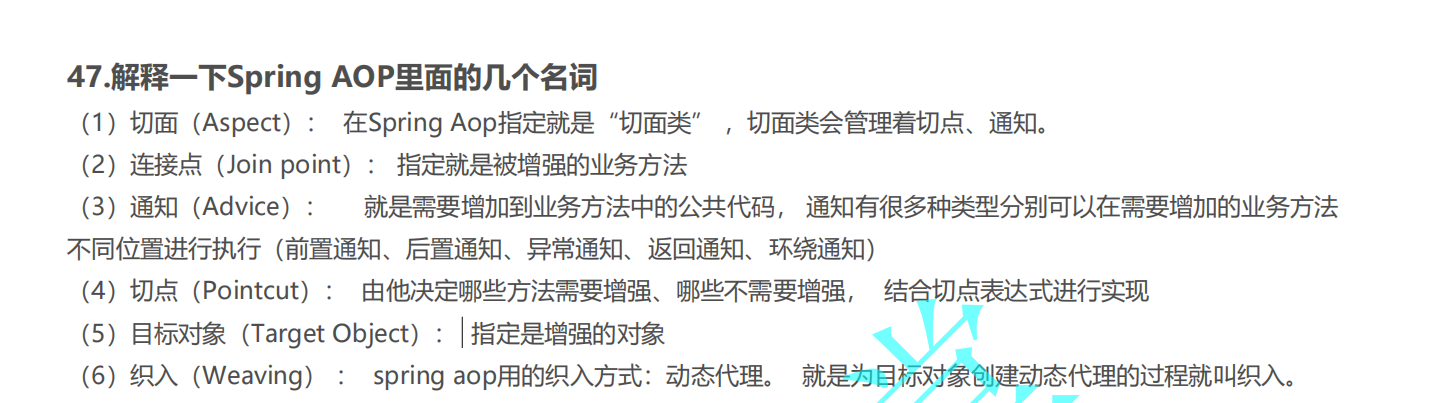 47.解释一下Spring AOP里面的几个名词
（1）切面（Aspect）： 在Spring Aop指定就是“切面类” ，切面类会管理着切点、通知。
（2）连接点（Join point）： 指定就是被增强的业务方法
（3）通知（Advice）： 就是需要增加到业务方法中的公共代码， 通知有很多种类型分别可以在需要增加的业务方法
不同位置进行执行（前置通知、后置通知、异常通知、返回通知、环绕通知）
（4）切点（Pointcut）： 由他决定哪些方法需要增强、哪些不需要增强， 结合切点表达式进行实现
（5）目标对象（Target Object）： 指定是增强的对象
（6）织入（Weaving） ： spring aop用的织入方式：动态代理。 就是为目标对象创建动态代理的过程就叫织入。